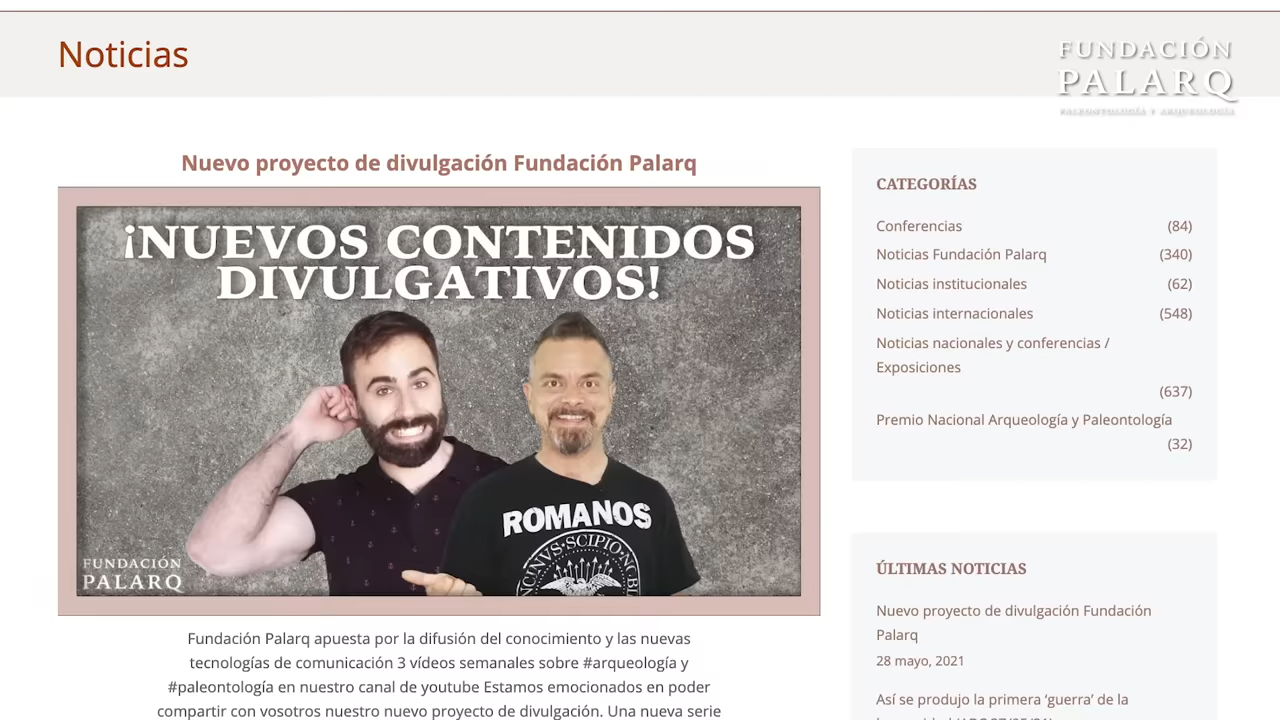 Noticias
FUNDACIÓN
PALARQ
PALEONTOLOGÍA Y ARQUEOLOGÍA
Nuevo proyecto de divulgación Fundación Palarq
¡NUEVOS CONTENIDOS
DIVULGATIVOS!
ROMANOS
SCIPIO
FUNDACIÓN
PALARQ
Fundación Palarq apuesta por la difusión del conocimiento y las nuevas
tecnologías de comunicación 3 vídeos semanales sobre #arqueología y
#paleontología en nuestro canal de youtube Estamos emocionados en poder
compartir con vosotros nuestro nuevo proyecto de divulgación. Una nueva serie
CATEGORÍAS
Conferencias (84)
Noticias Fundación Palarq (340)
Noticias institucionales (62)
Noticias internacionales (548)
Noticias nacionales y conferencias /
Exposiciones
(637)
Premio Nacional Arqueología y Paleontología
(32)
ÚLTIMAS NOTICIAS
Nuevo proyecto de divulgación Fundación
Palarq
28 mayo, 2021
Así se produjo la primera ‘guerra’ de la